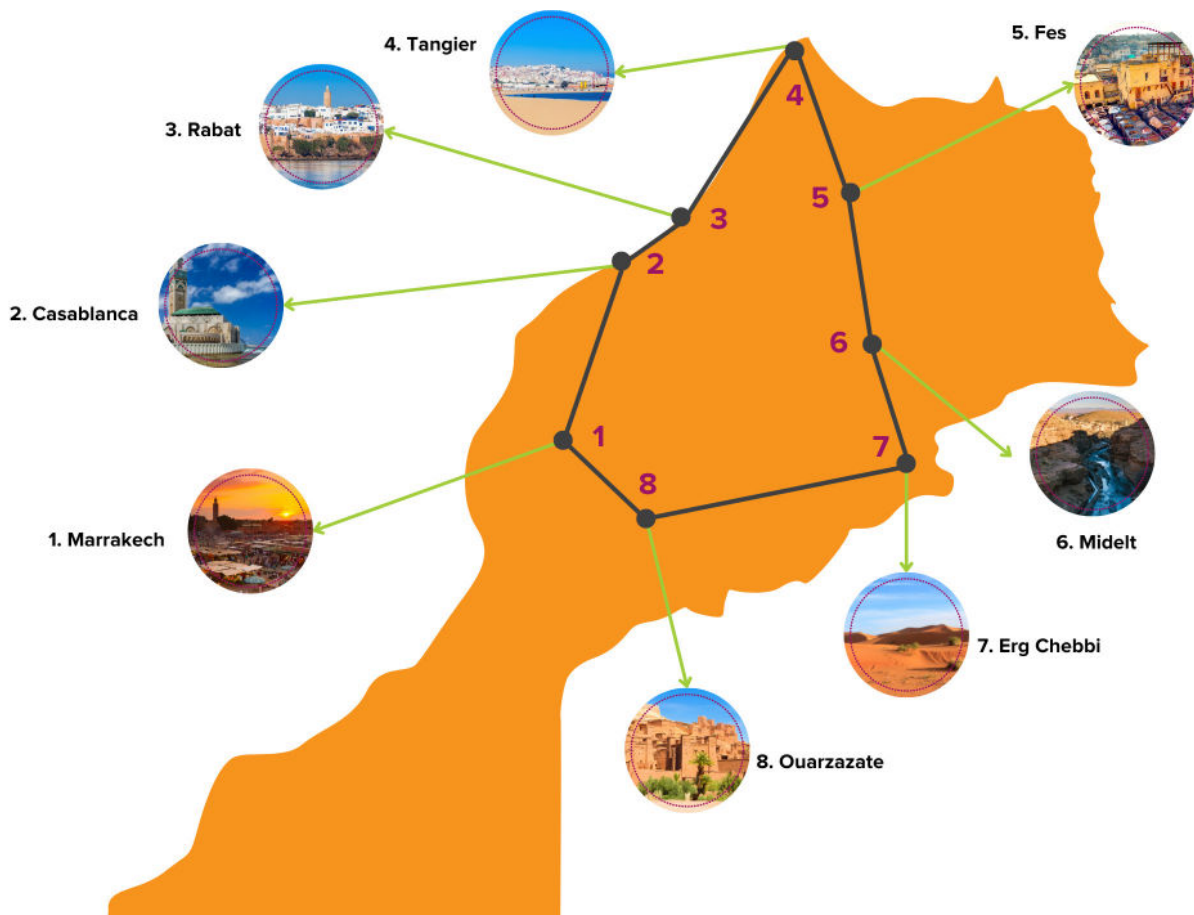 4. Tangier
5. Fes
3. Rabat
2. Casablanca
1. Marrakech
6. Midelt
7. Erg Chebbi
8. Ouarzazate
4
5
3
2
6
1
7
8